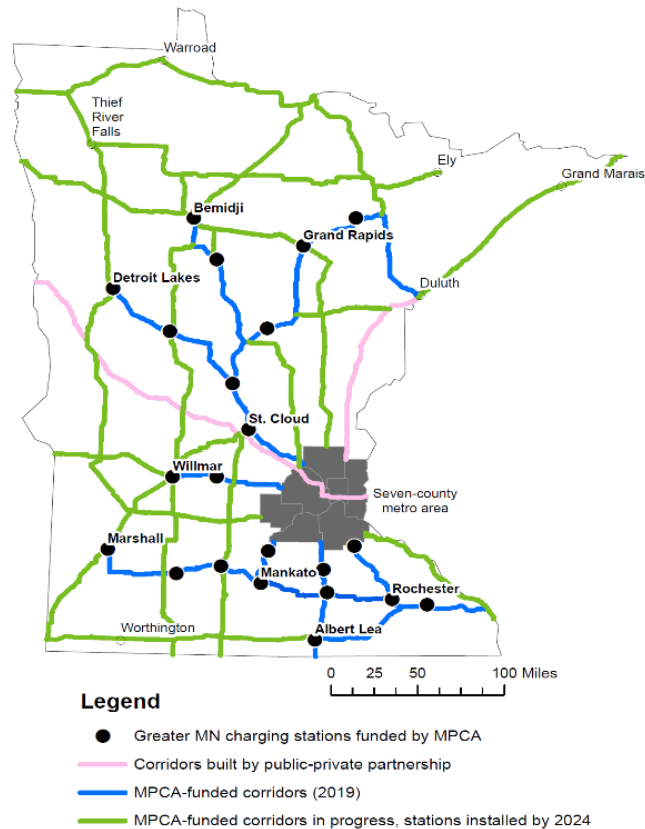 Warroad
Thief
River
Falls
Ely
Grand Marais
Bemidji
Grand Rapids
Detroit Lakes
Duluth
St. Cloud
Willmar
Seven-county
metro area
Marshall
Mankato
Rochester
Worthington
Albert Lea
0 25 50 100 Miles
Legend
Greater MN charging stations funded by MPCA
Corridors built by public-private partnership
MPCA-funded corridors (2019)
MPCA-funded corridors in progress, stations installed by 2024